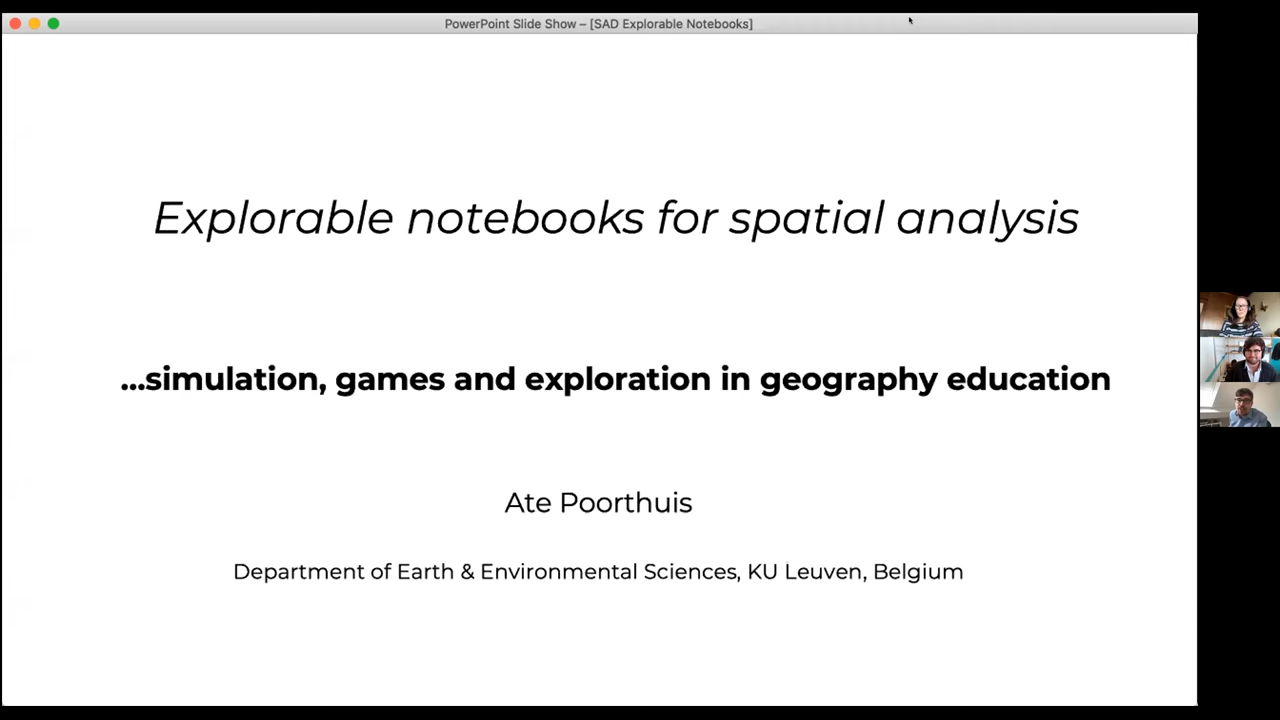 PowerPoint Slide Show – [SAD Explorable Notebooks]
Explorable notebooks for spatial analysis
...simulation, games and exploration in geography education
Ate Poorthuis
Department of Earth & Environmental Sciences, KU Leuven, Belgium